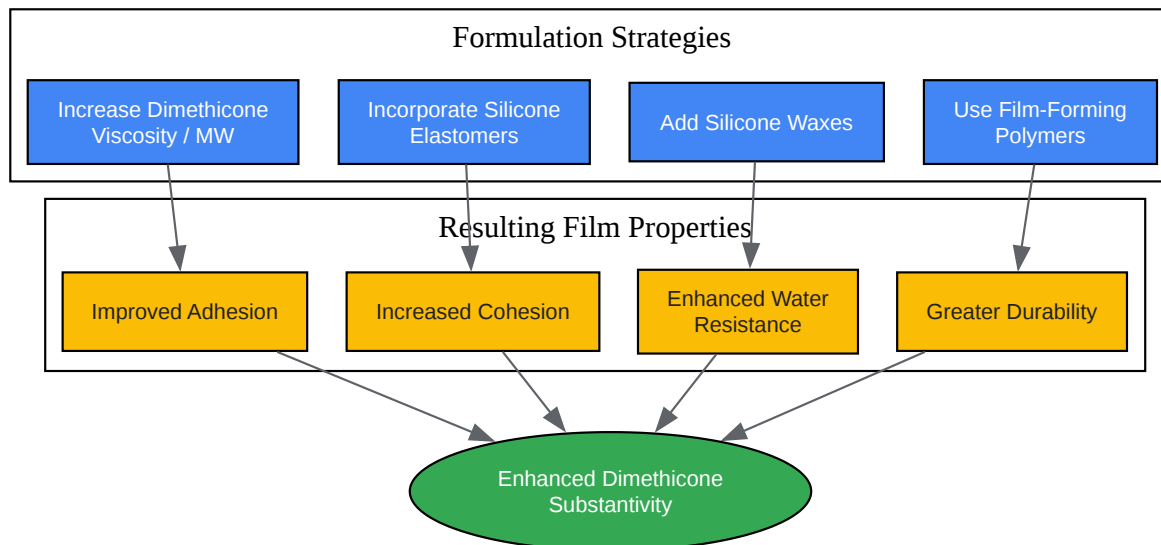 Formulation Strategies
Increase Dimethicone
Viscosity / MW
Incorporate Silicone
Elastomers
Add Silicone Waxes
Use Film-Forming
Polymers
Resulting Film Properties
Improved Adhesion
Increased Cohesion
Enhanced Water
Resistance
Greater Durability
Enhanced Dimethicone
Substantivity